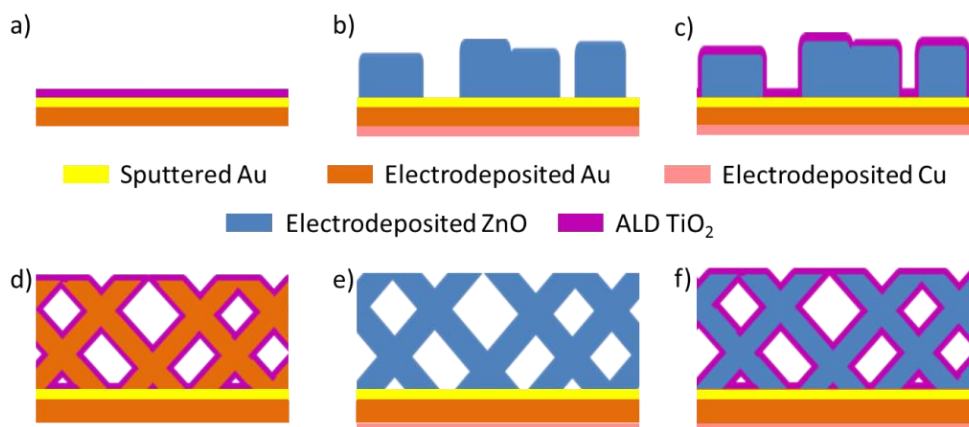 a)
b)
c)
Sputtered Au
Electrodeposited Au
Electrodeposited Cu
Electrodeposited ZnO
ALD TiO₂
d)
e)
f)